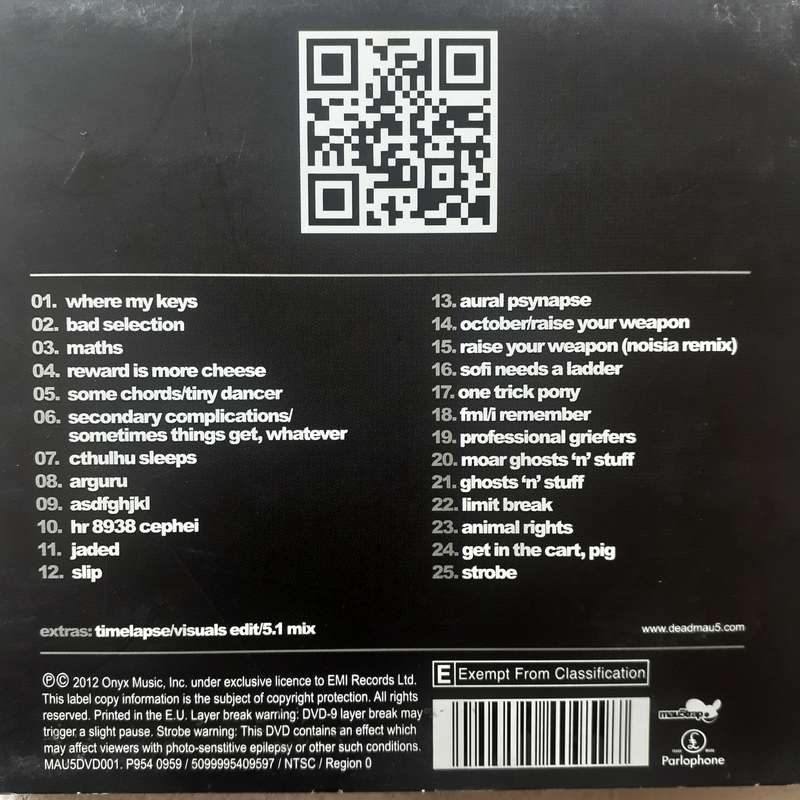 01. where my keys
02. bad selection
03. maths
04. reward is more cheese
05. some chords/tiny dancer
06. secondary complications/
sometimes things get, whatever
07. cthulhu sleeps
08. arguru
09. asdfghjkl
10. hr 8938 cephei
11. jaded
12. slip
13. aural psynapse
14. october/raise your weapon
15. raise your weapon (noisia remix)
16. sofi needs a ladder
17. one trick pony
18. fml/i remember
19. professional griefers
20. moar ghosts ‘n’ stuff
21. ghosts ‘n’ stuff
22. limit break
23. animal rights
24. get in the cart, pig
25. strobe
extras: timelapse/visuals edit/5.1 mix
www.deadmau5.com
℗© 2012 Onyx Music, Inc. under exclusive licence to EMI Records Ltd.
This label copy information is the subject of copyright protection. All rights
reserved. Printed in the E.U. Layer break warning: DVD-9 layer break may
trigger a slight pause. Strobe warning: This DVD contains an effect which
may affect viewers with photo-senstitive epilepsy or other such conditions.
MAU5DVD001. P954 0959 / 5099995409597 / NTSC / Region 0
E Exempt From Classification
mau5trap
TRADE MARK
Parlophone